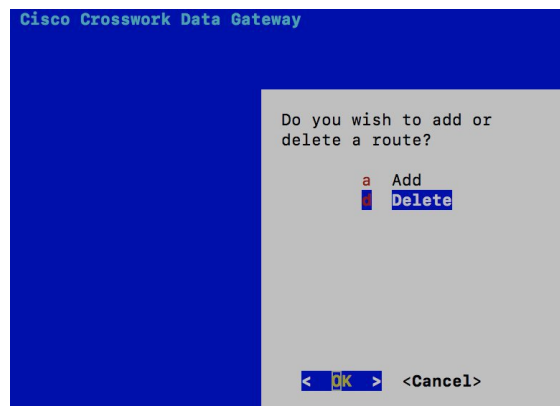 Cisco Crosswork Data Gateway
Do you wish to add or
delete a route?
a Add
d Delete
< OK > <Cancel>